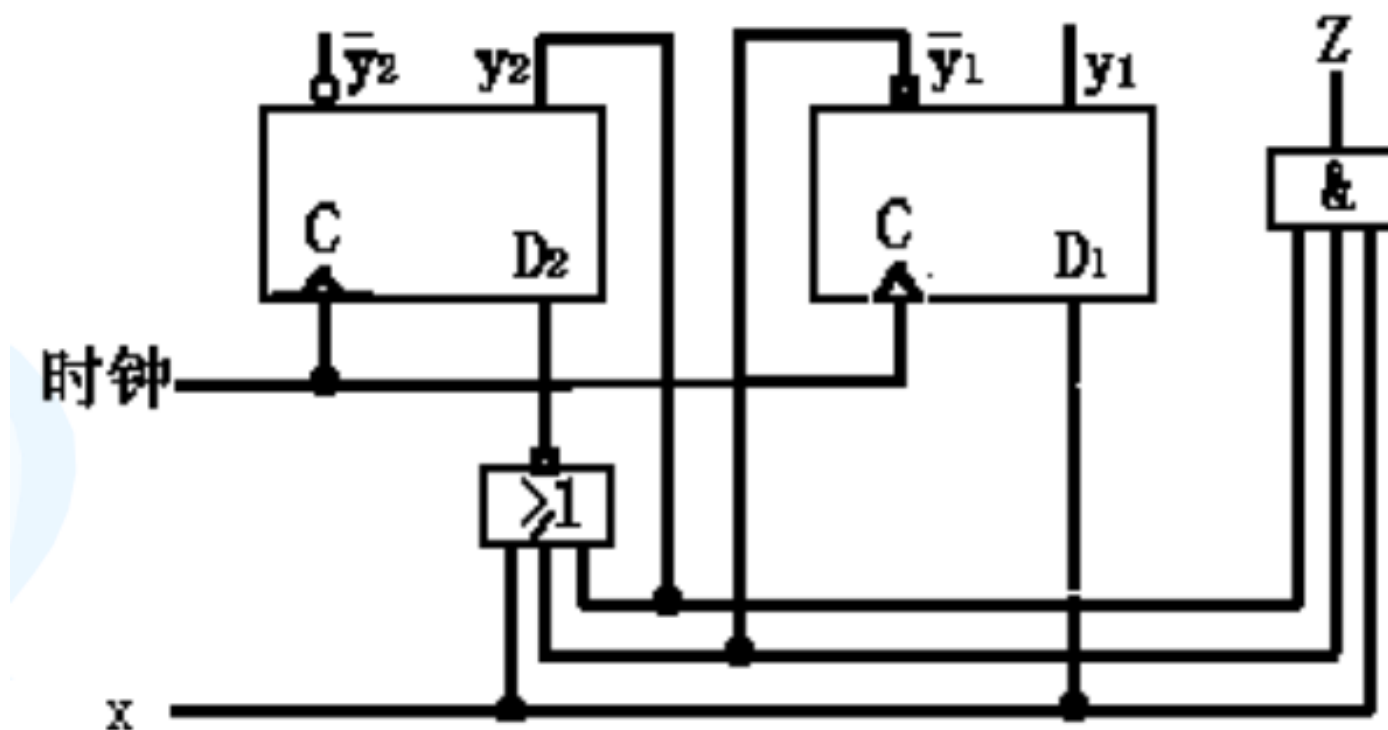 ȳ₂ y₂ ȳ₁ y₁ Z
&
C D₂ C D₁
时钟
≥1
x